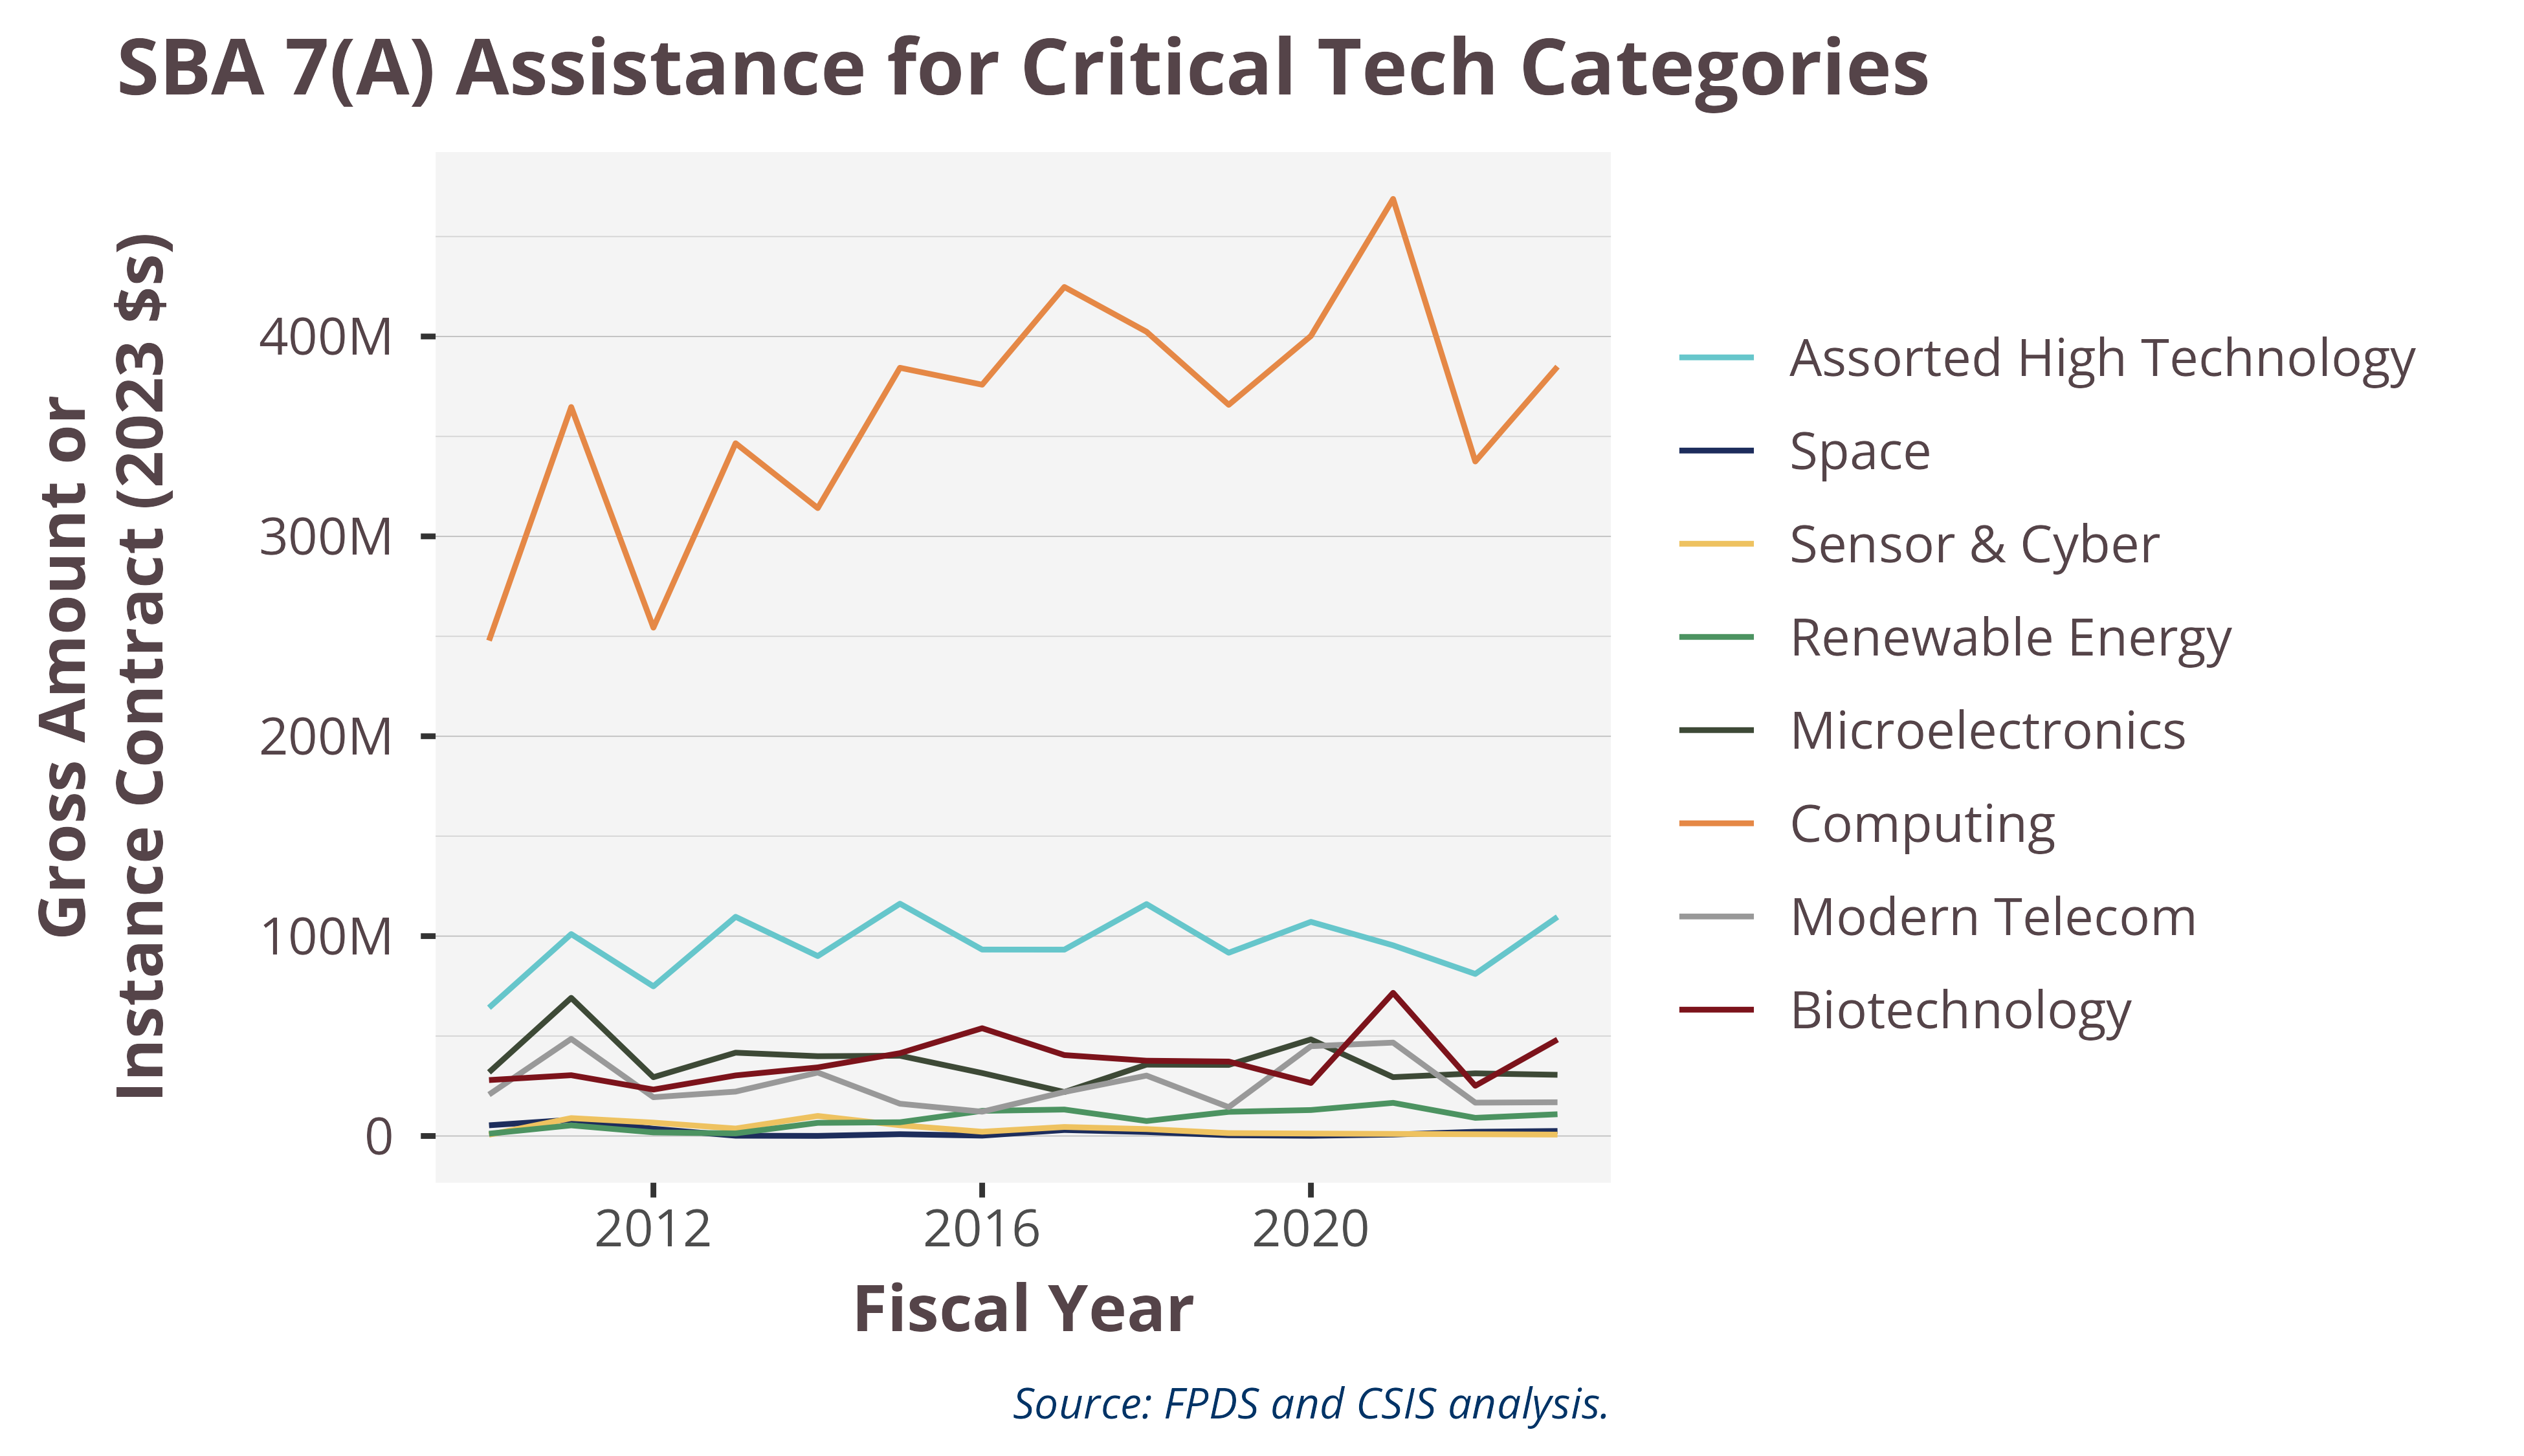 SBA 7(A) Assistance for Critical Tech Categories
Gross Amount or
Instance Contract (2023 $s)
400M
300M
200M
100M
0
2012
2016
2020
Fiscal Year
Assorted High Technology
Space
Sensor & Cyber
Renewable Energy
Microelectronics
Computing
Modern Telecom
Biotechnology
Source: FPDS and CSIS analysis.